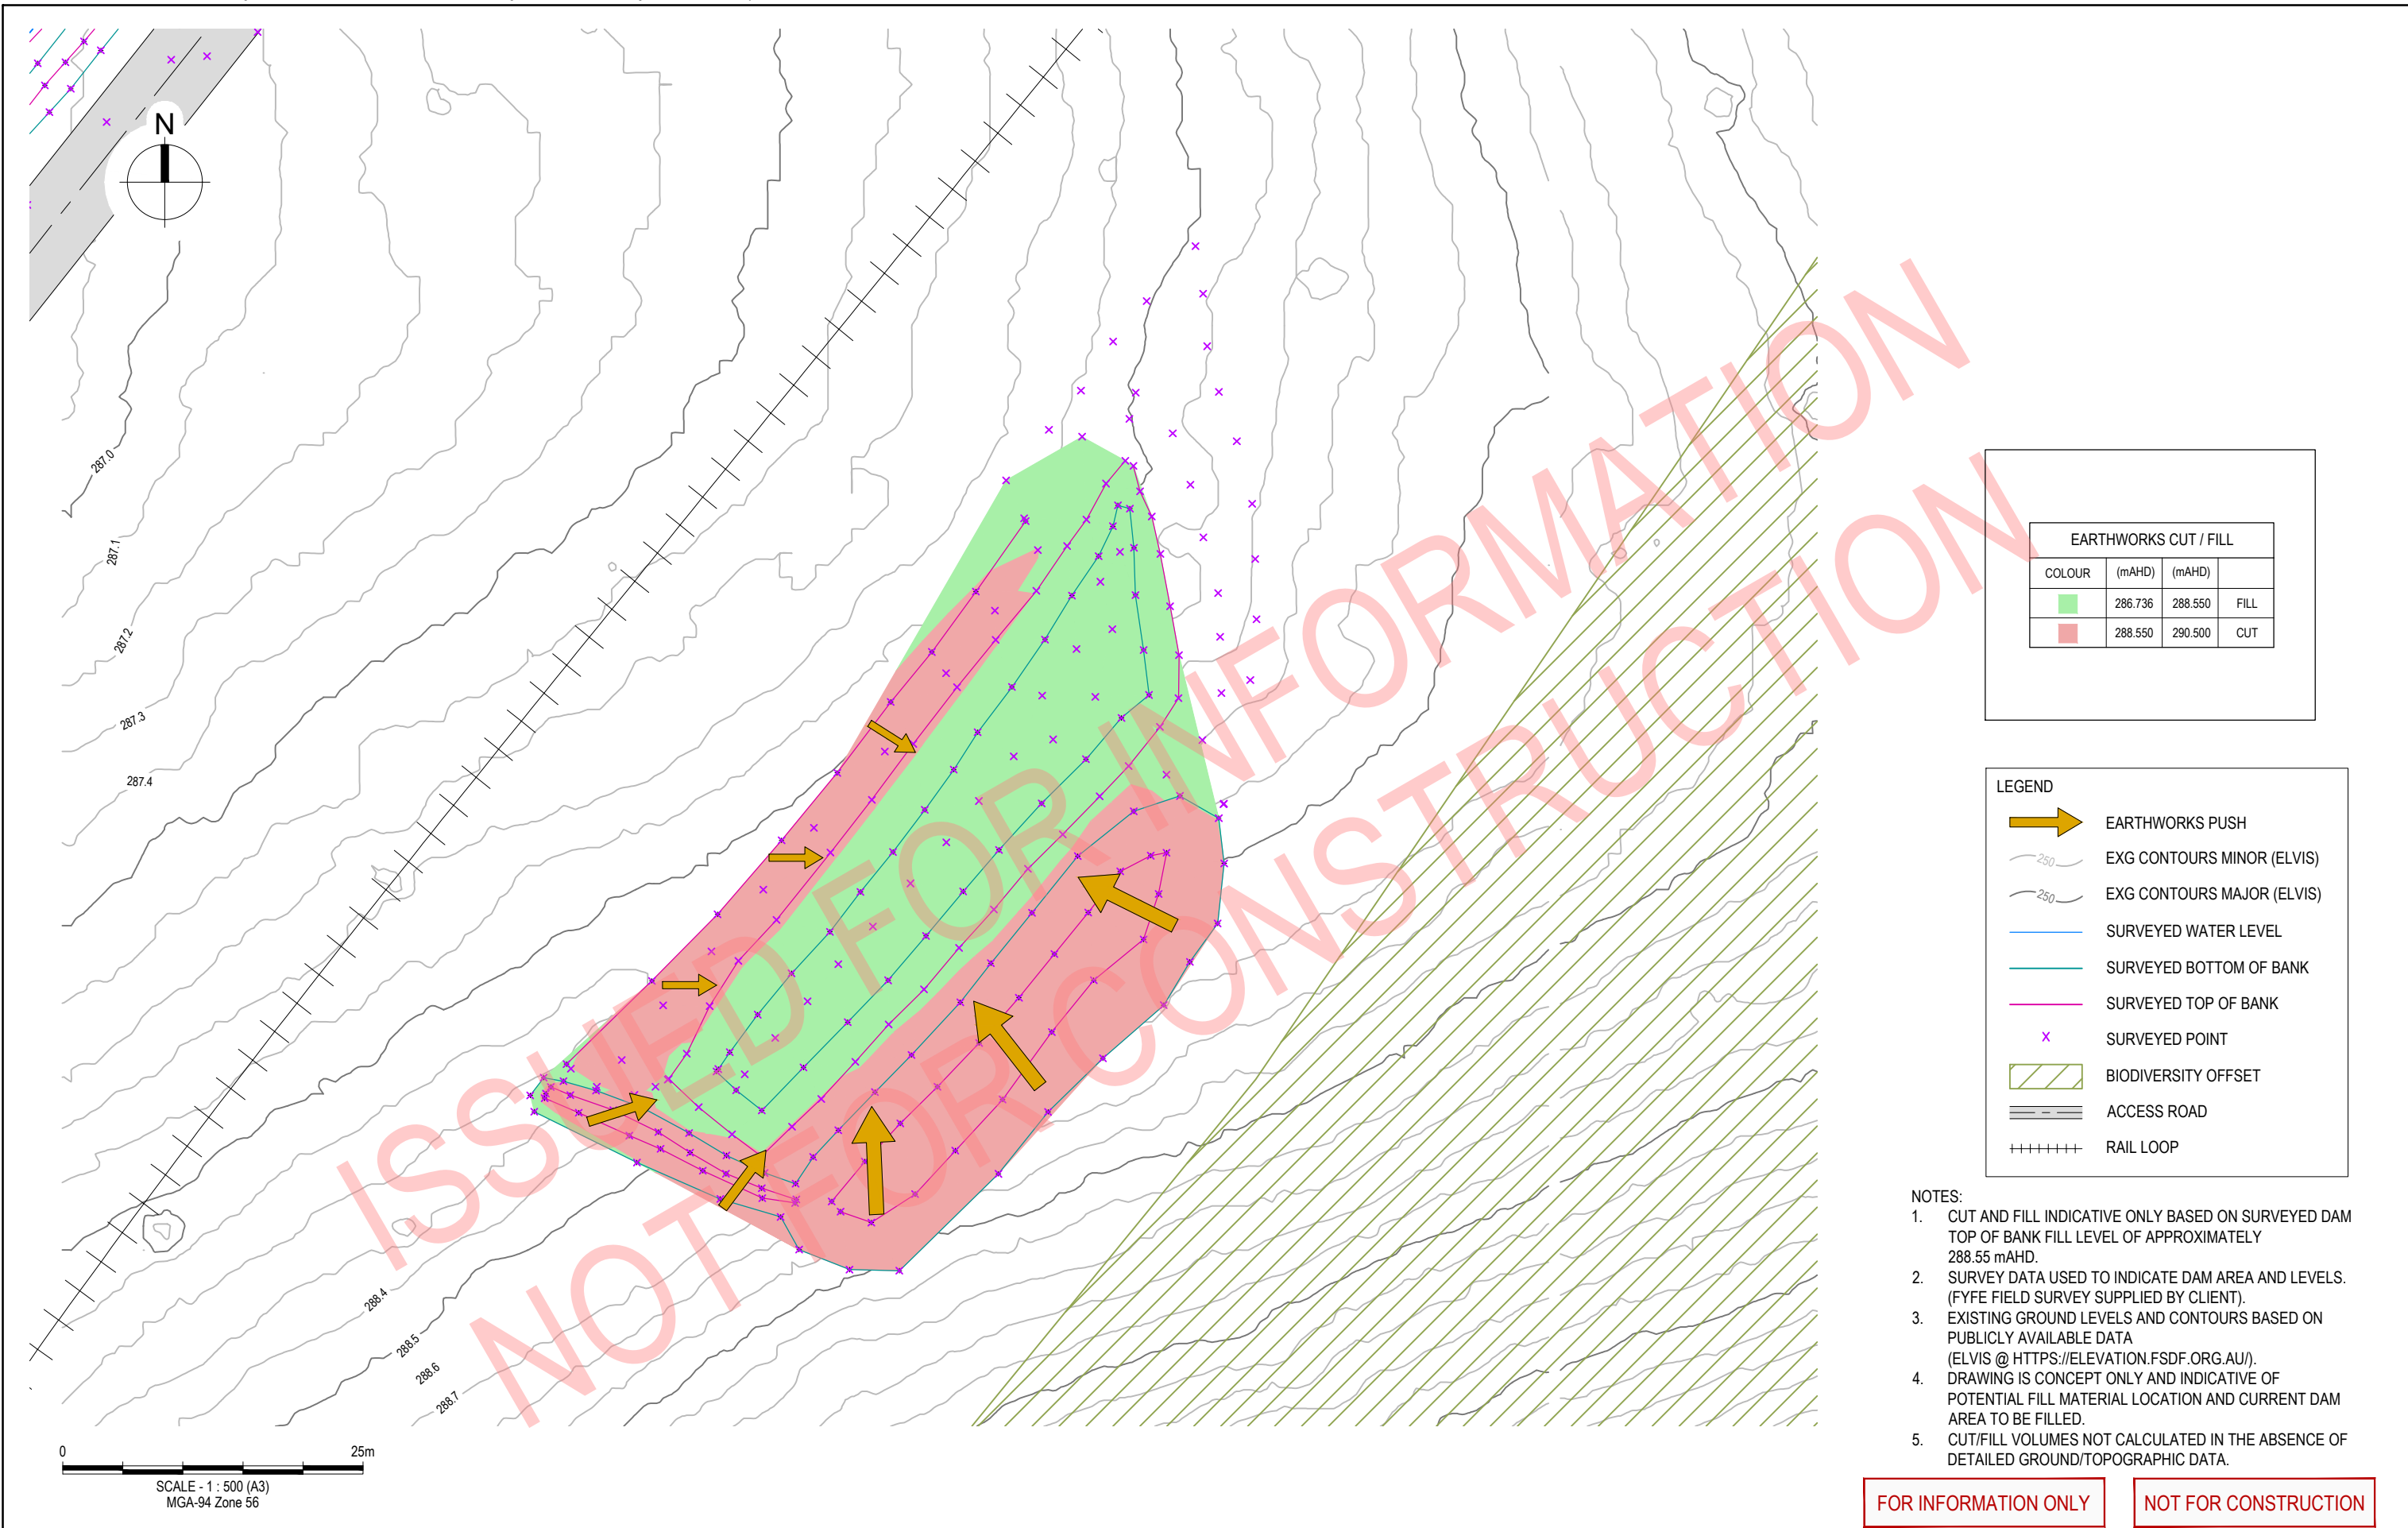 N
287.0
287.1
287.2
287.3
287.4
288.4
288.5
288.6
288.7
ISSUED FOR INFORMATION
NOT FOR CONSTRUCTION
0 25m
SCALE - 1 : 500 (A3)
MGA-94 Zone 56
EARTHWORKS CUT / FILL
COLOUR (mAHD) (mAHD)
286.736 288.550 FILL
288.550 290.500 CUT
LEGEND
EARTHWORKS PUSH
250 EXG CONTOURS MINOR (ELVIS)
250 EXG CONTOURS MAJOR (ELVIS)
SURVEYED WATER LEVEL
SURVEYED BOTTOM OF BANK
SURVEYED TOP OF BANK
X SURVEYED POINT
BIODIVERSITY OFFSET
ACCESS ROAD
RAIL LOOP
NOTES:
1. CUT AND FILL INDICATIVE ONLY BASED ON SURVEYED DAM
TOP OF BANK FILL LEVEL OF APPROXIMATELY
288.55 mAHD.
2. SURVEY DATA USED TO INDICATE DAM AREA AND LEVELS.
(FYFE FIELD SURVEY SUPPLIED BY CLIENT).
3. EXISTING GROUND LEVELS AND CONTOURS BASED ON
PUBLICLY AVAILABLE DATA
(ELVIS @ HTTPS://ELEVATION.FSDF.ORG.AU/).
4. DRAWING IS CONCEPT ONLY AND INDICATIVE OF
POTENTIAL FILL MATERIAL LOCATION AND CURRENT DAM
AREA TO BE FILLED.
5. CUT/FILL VOLUMES NOT CALCULATED IN THE ABSENCE OF
DETAILED GROUND/TOPOGRAPHIC DATA.
FOR INFORMATION ONLY
NOT FOR CONSTRUCTION